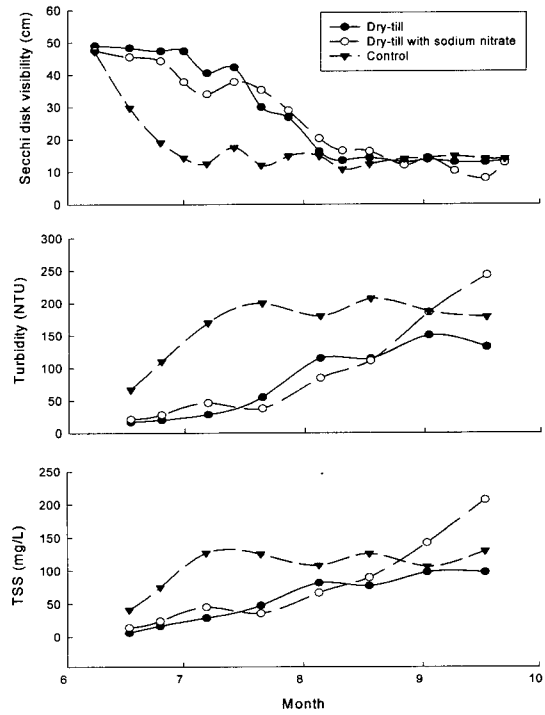 Dry-till
Dry-till with sodium nitrate
Control
Secchi disk visibility (cm)
60
50
40
30
20
10
0
Turbidity (NTU)
300
250
200
150
100
50
0
TSS (mg/L)
250
200
150
100
50
0
6 7 8 9 10
Month